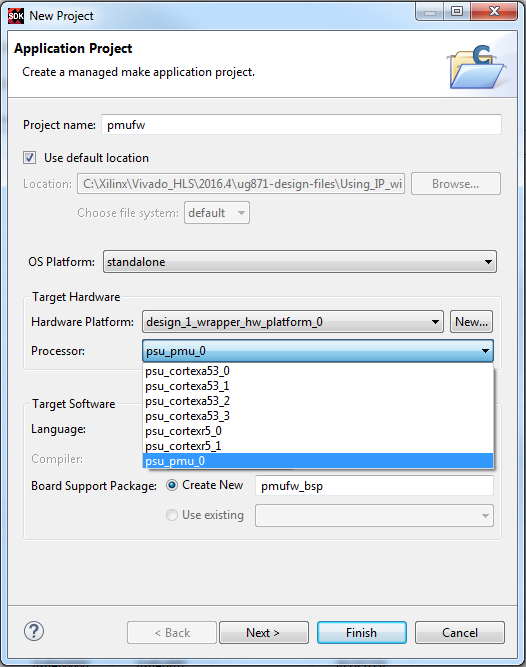 SDK New Project
Application Project
Create a managed make application project.
C
Project name: pmufw
Use default location
Location: C:\Xilinx\Vivado_HLS\2016.4\ug871-design-files\Using_IP_wi Browse...
Choose file system: default
OS Platform: standalone
Target Hardware
Hardware Platform: design_1_wrapper_hw_platform_0 New...
Processor: psu_pmu_0
psu_cortexa53_0
psu_cortexa53_1
psu_cortexa53_2
psu_cortexa53_3
psu_cortexr5_0
psu_cortexr5_1
psu_pmu_0
Target Software
Language:
Compiler:
Board Support Package: Create New pmufw_bsp
Use existing
? < Back Next > Finish Cancel